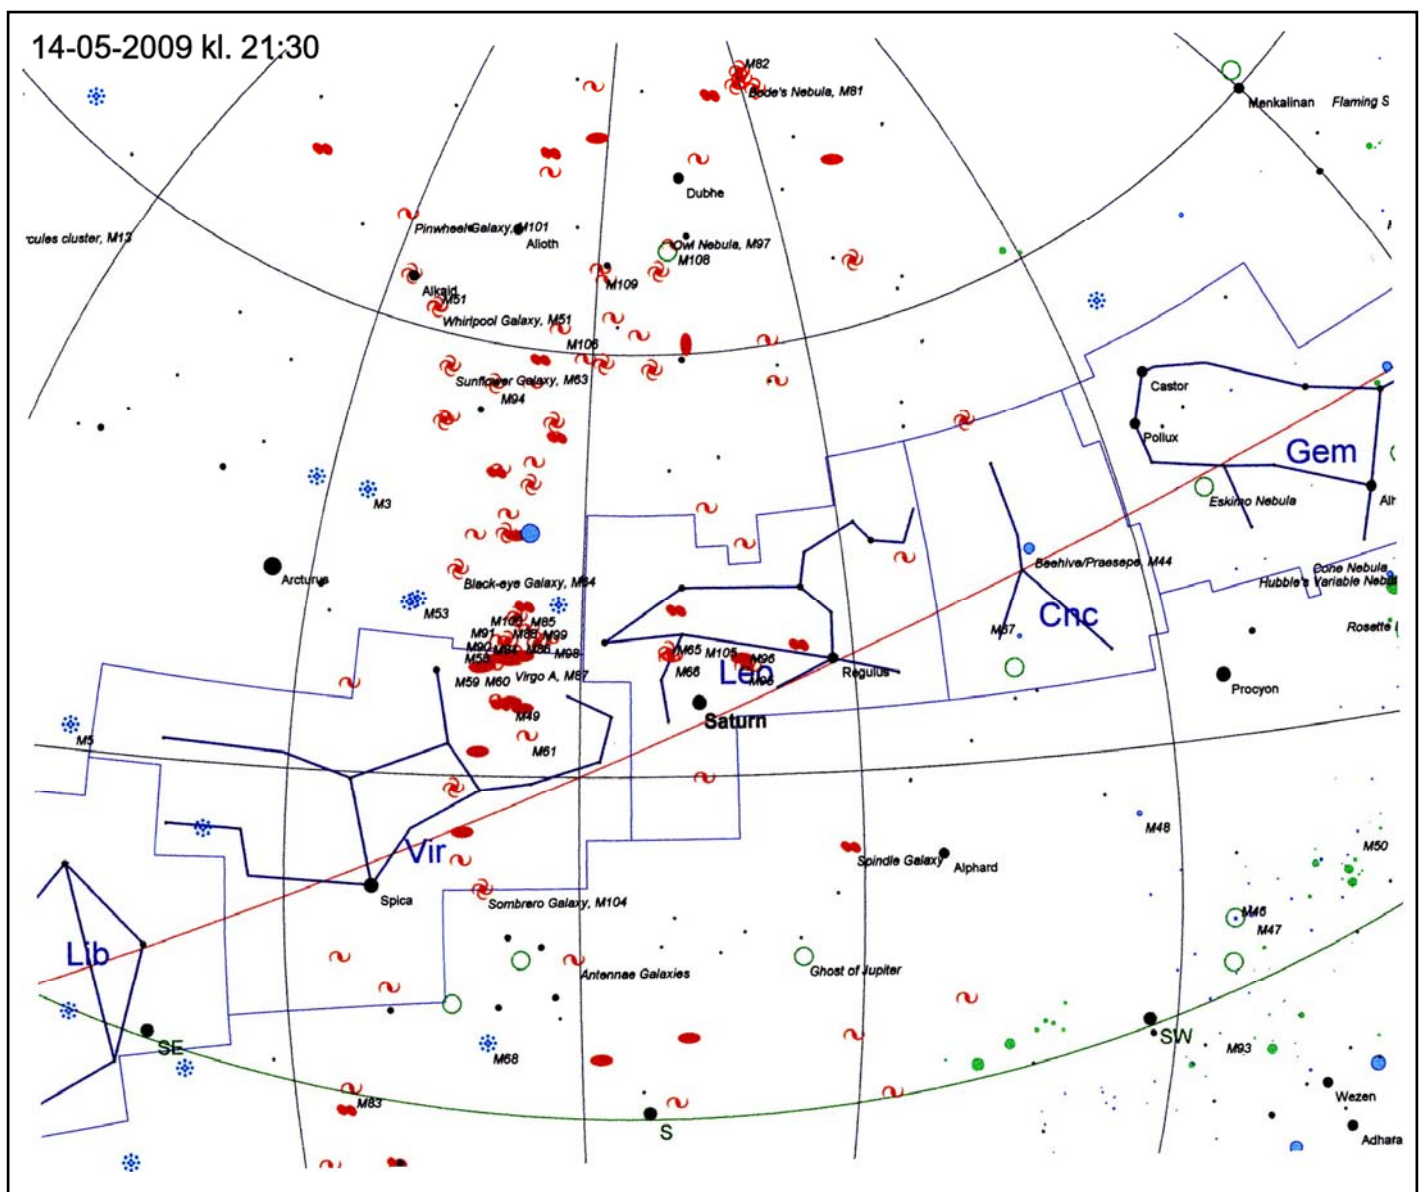 14-05-2009 kl. 21:30
M82
Bode's Nebula, M81
Menkalinan
Flaming S
Dubhe
Pinwheel Galaxy, M101
Alioth
Owl Nebula, M97
M108
rcules cluster, M13
M109
Alkaid
M51
Whirlpool Galaxy, M51
M106
Sunflower Galaxy, M63
M94
Castor
Pollux
Gem
Eskimo Nebula
M3
Arcturus
Black-eye Galaxy, M64
Beehive/Praesepe, M44
Cone Nebula
Hubble's Variable Nebul
M53
M100
M85
M91
M88
M99
M90
M84
M86
M98
M58
M59
M60
Virgo A, M87
M49
M61
M65
M105
M96
M66
Leo
M95
Regulus
M67
Cnc
Rosette
Procyon
Saturn
M5
M48
M50
Vir
Spindle Galaxy
Alphard
Spica
Sombrero Galaxy, M104
M46
M47
Lib
Antennae Galaxies
Ghost of Jupiter
SE
M68
SW
M93
M83
S
Wezen
Adhara